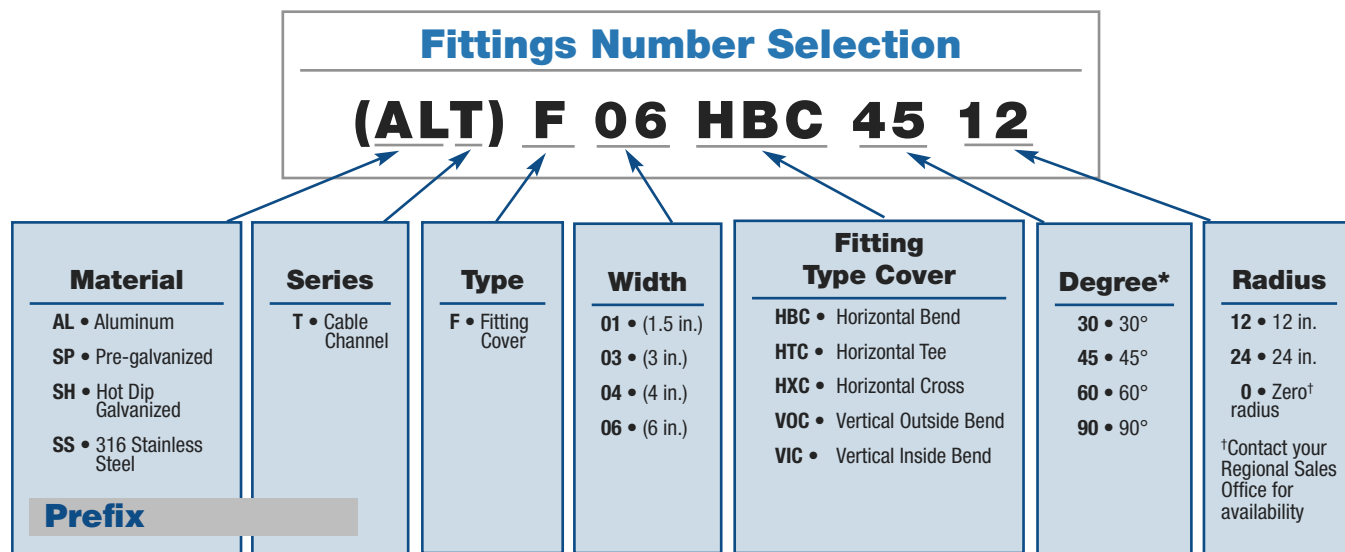 Fittings Number Selection
(ALT) F 06 HBC 45 12
Material
AL • Aluminum
SP • Pre-galvanized
SH • Hot Dip
Galvanized
SS • 316 Stainless
Steel
Prefix
Series
T • Cable
Channel
Type
F • Fitting
Cover
Width
01 • (1.5 in.)
03 • (3 in.)
04 • (4 in.)
06 • (6 in.)
Fitting
Type Cover
HBC • Horizontal Bend
HTC • Horizontal Tee
HXC • Horizontal Cross
VOC • Vertical Outside Bend
VIC • Vertical Inside Bend
Degree*
30 • 30°
45 • 45°
60 • 60°
90 • 90°
Radius
12 • 12 in.
24 • 24 in.
0 • Zero†
radius
†Contact your
Regional Sales
Office for
availability